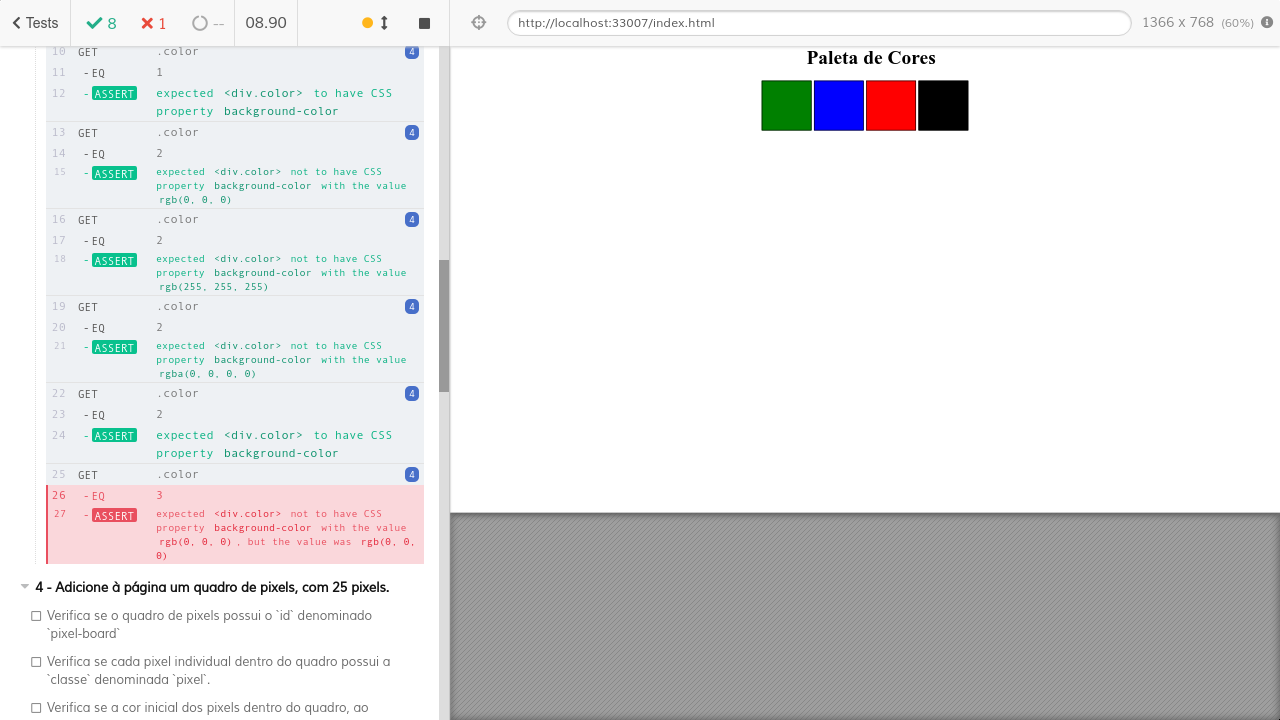 Tests
8
1
--
08.90
http://localhost:33007/index.html
1366 x 768 (60%)
10 GET .color 4
11 -EQ 1
12 -ASSERT expected <div.color> to have CSS
property background-color
13 GET .color 4
14 -EQ 2
15 -ASSERT expected <div.color> not to have CSS
property background-color with the value
rgb(0, 0, 0)
16 GET .color 4
17 -EQ 2
18 -ASSERT expected <div.color> not to have CSS
property background-color with the value
rgb(255, 255, 255)
19 GET .color 4
20 -EQ 2
21 -ASSERT expected <div.color> not to have CSS
property background-color with the value
rgba(0, 0, 0, 0)
22 GET .color 4
23 -EQ 2
24 -ASSERT expected <div.color> to have CSS
property background-color
25 GET .color 4
26 -EQ 3
27 -ASSERT expected <div.color> not to have CSS
property background-color with the value
rgb(0, 0, 0) , but the value was rgb(0, 0,
0)
4 - Adicione à página um quadro de pixels, com 25 pixels.
Verifica se o quadro de pixels possui o `id` denominado
`pixel-board`
Verifica se cada pixel individual dentro do quadro possui a
`classe` denominada `pixel`.
Verifica se a cor inicial dos pixels dentro do quadro, ao
Paleta de Cores